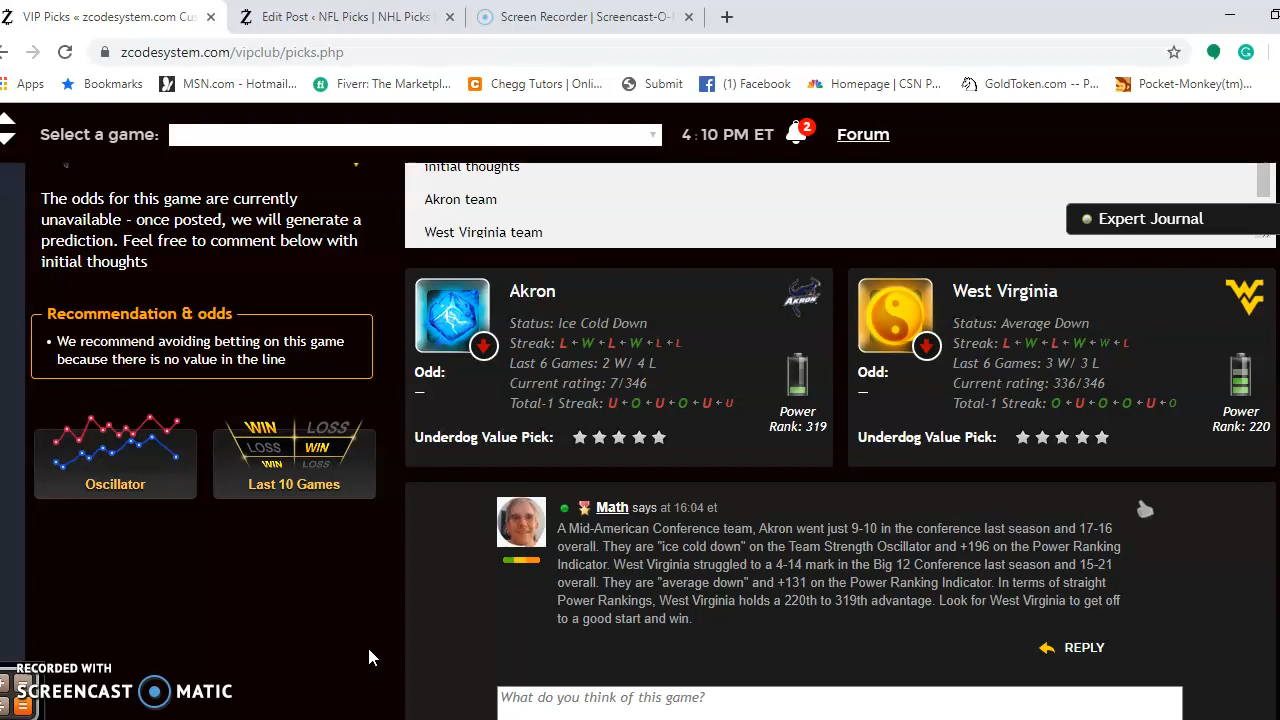 VIP Picks « zcodesystem.com Cus
Edit Post ‹ NFL Picks | NHL Picks
Screen Recorder | Screencast-O-
zcodesystem.com/vipclub/picks.php
Apps
Bookmarks
MSN.com - Hotmail...
Fiverr: The Marketpl...
Chegg Tutors | Onli...
Submit
(1) Facebook
Homepage | CSN P...
GoldToken.com -- P...
Pocket-Monkey(tm)...
Select a game:
4:10 PM ET
2
Forum
The odds for this game are currently
unavailable - once posted, we will generate a
prediction. Feel free to comment below with
initial thoughts
Recommendation & odds
• We recommend avoiding betting on this game
because there is no value in the line
WIN LOSS
LOSS WIN
WIN LOSS
Oscillator
Last 10 Games
initial thoughts
Akron team
West Virginia team
Expert Journal
Akron
AKRON
Status: Ice Cold Down
Streak: L W L W L L
Last 6 Games: 2 W/ 4 L
Current rating: 7/346
Total-1 Streak: U O U O U U
Odd:
—
Power
Rank: 319
Underdog Value Pick:
West Virginia
Status: Average Down
Streak: L W L W W L
Last 6 Games: 3 W/ 3 L
Current rating: 336/346
Total-1 Streak: O U O O U O
Odd:
—
Power
Rank: 220
Underdog Value Pick:
Math says at 16:04 et
A Mid-American Conference team, Akron went just 9-10 in the conference last season and 17-16
overall. They are "ice cold down" on the Team Strength Oscillator and +196 on the Power Ranking
Indicator. West Virginia struggled to a 4-14 mark in the Big 12 Conference last season and 15-21
overall. They are "average down" and +131 on the Power Ranking Indicator. In terms of straight
Power Rankings, West Virginia holds a 220th to 319th advantage. Look for West Virginia to get off
to a good start and win.
REPLY
What do you think of this game?
RECORDED WITH
SCREENCAST MATIC